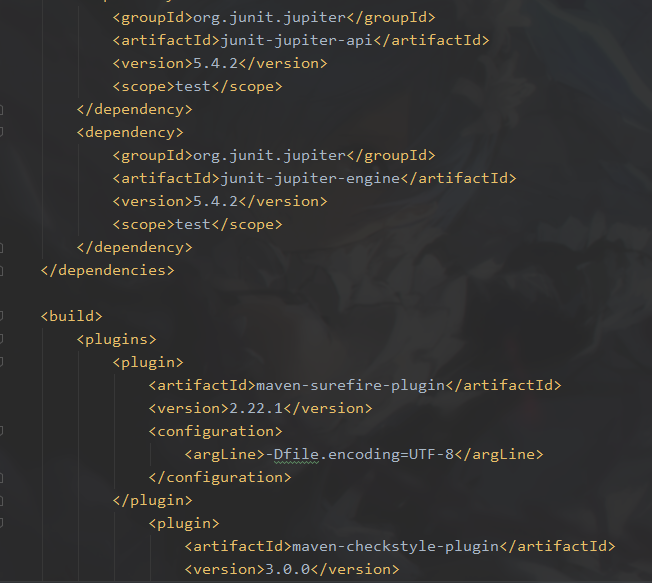 <groupId>org.junit.jupiter</groupId>
<artifactId>junit-jupiter-api</artifactId>
<version>5.4.2</version>
<scope>test</scope>
</dependency>
<dependency>
<groupId>org.junit.jupiter</groupId>
<artifactId>junit-jupiter-engine</artifactId>
<version>5.4.2</version>
<scope>test</scope>
</dependency>
</dependencies>
<build>
<plugins>
<plugin>
<artifactId>maven-surefire-plugin</artifactId>
<version>2.22.1</version>
<configuration>
<argLine>-Dfile.encoding=UTF-8</argLine>
</configuration>
</plugin>
<plugin>
<artifactId>maven-checkstyle-plugin</artifactId>
<version>3.0.0</version>